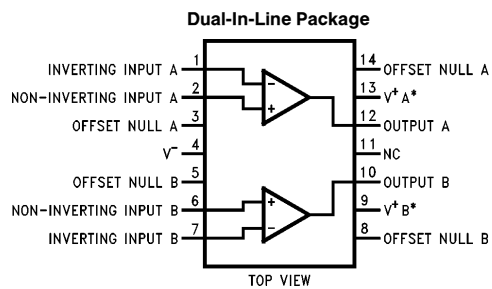 Dual-In-Line Package
INVERTING INPUT A 1 14 OFFSET NULL A
NON-INVERTING INPUT A 2 - 13 V+ A*
OFFSET NULL A 3 + 12 OUTPUT A
V- 4 11 NC
OFFSET NULL B 5 10 OUTPUT B
NON-INVERTING INPUT B 6 + 9 V+ B*
INVERTING INPUT B 7 - 8 OFFSET NULL B
TOP VIEW